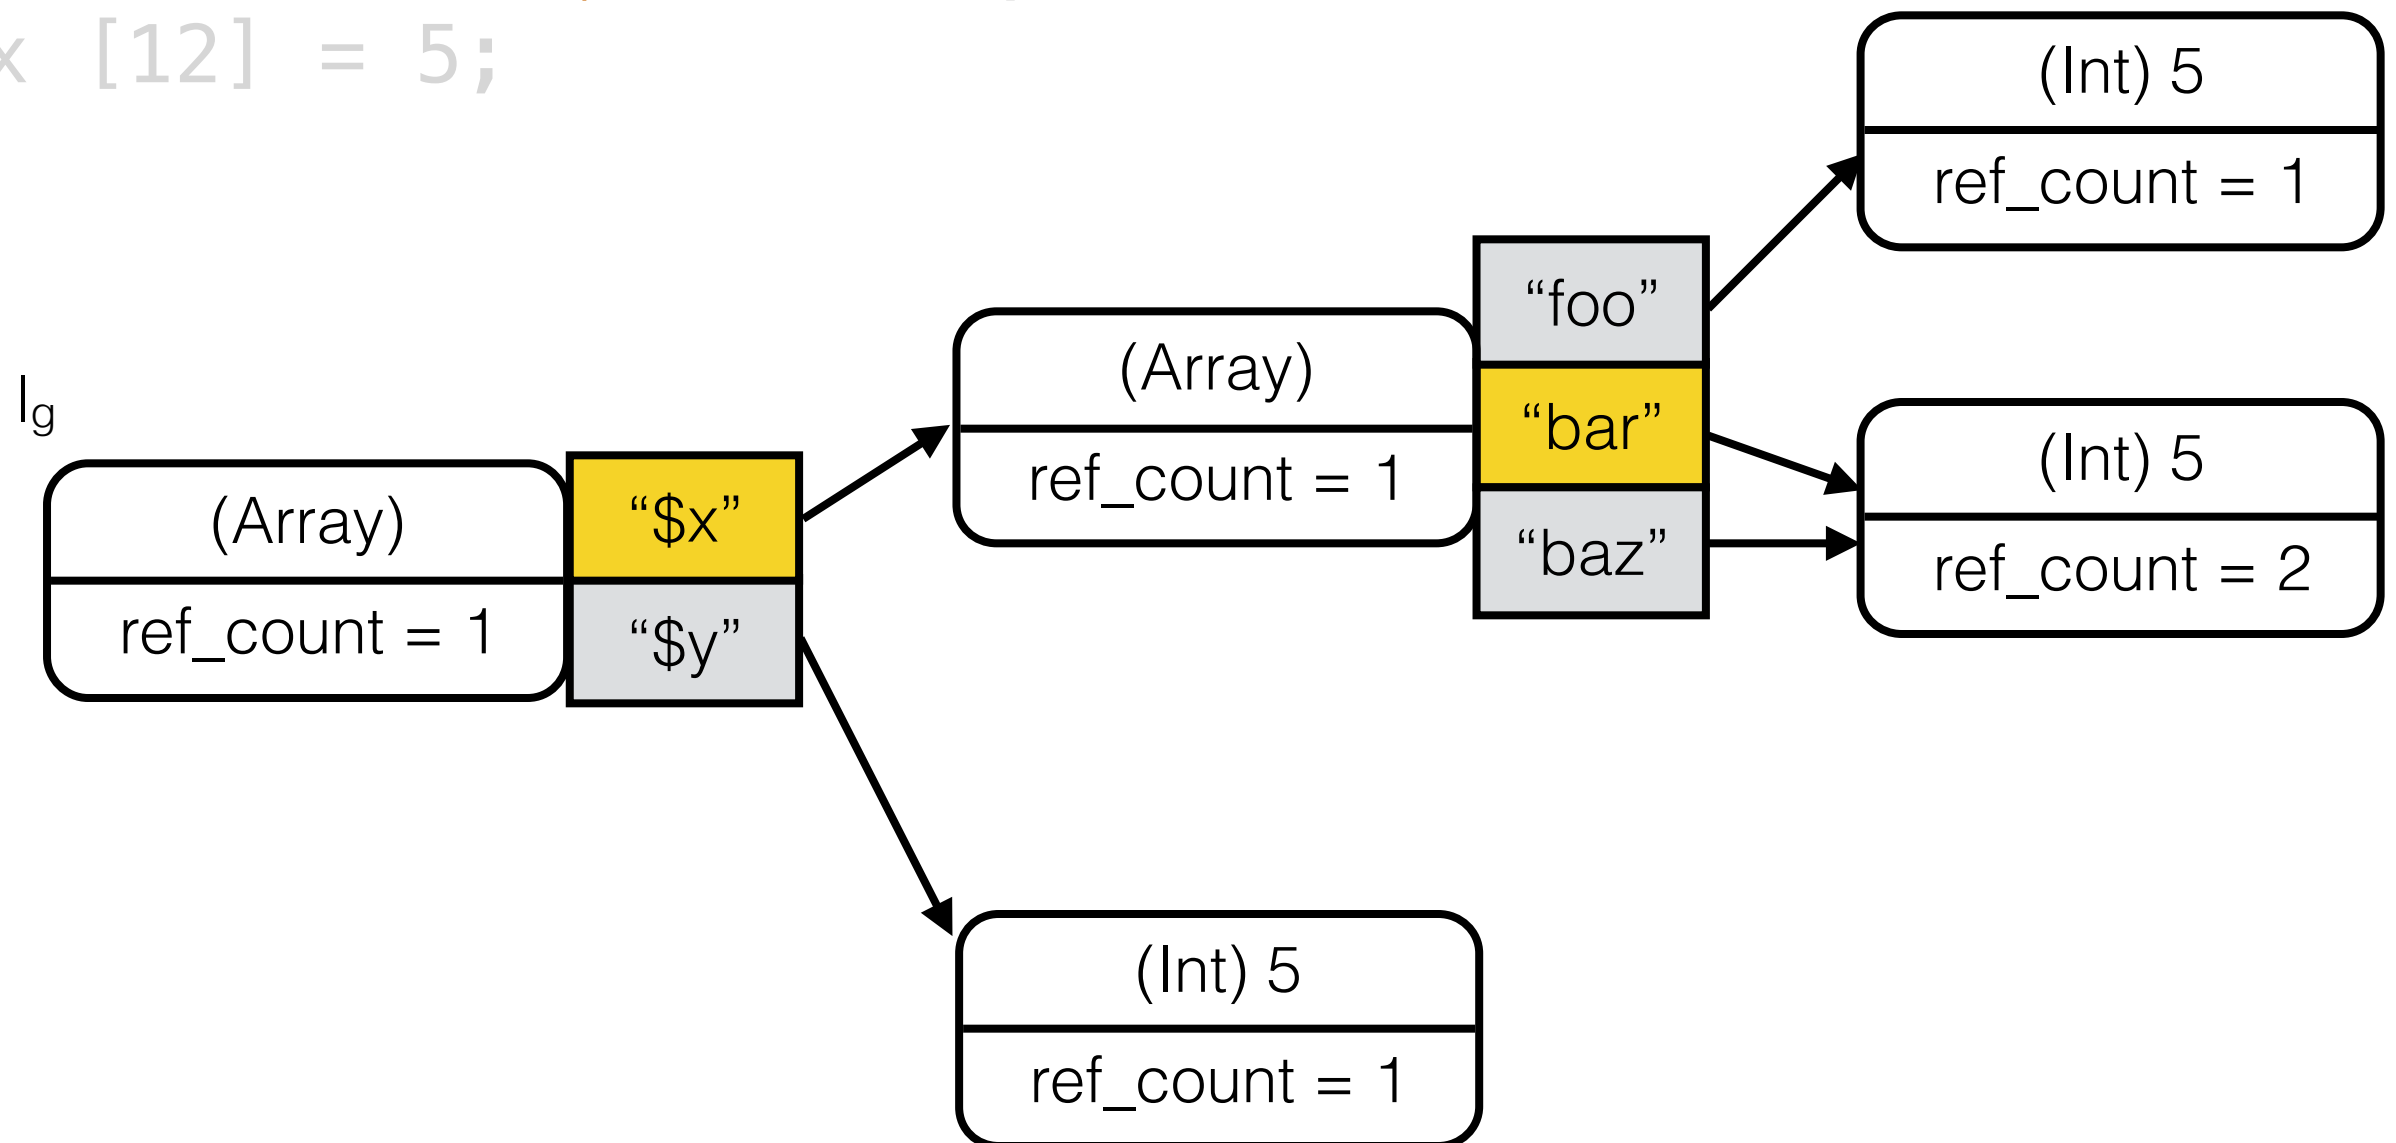 x [12] = 5;
(Int) 5
ref_count = 1
“foo”
“bar”
“baz”
(Array)
ref_count = 1
(Int) 5
ref_count = 2
lg
(Array)
ref_count = 1
“$x”
“$y”
(Int) 5
ref_count = 1